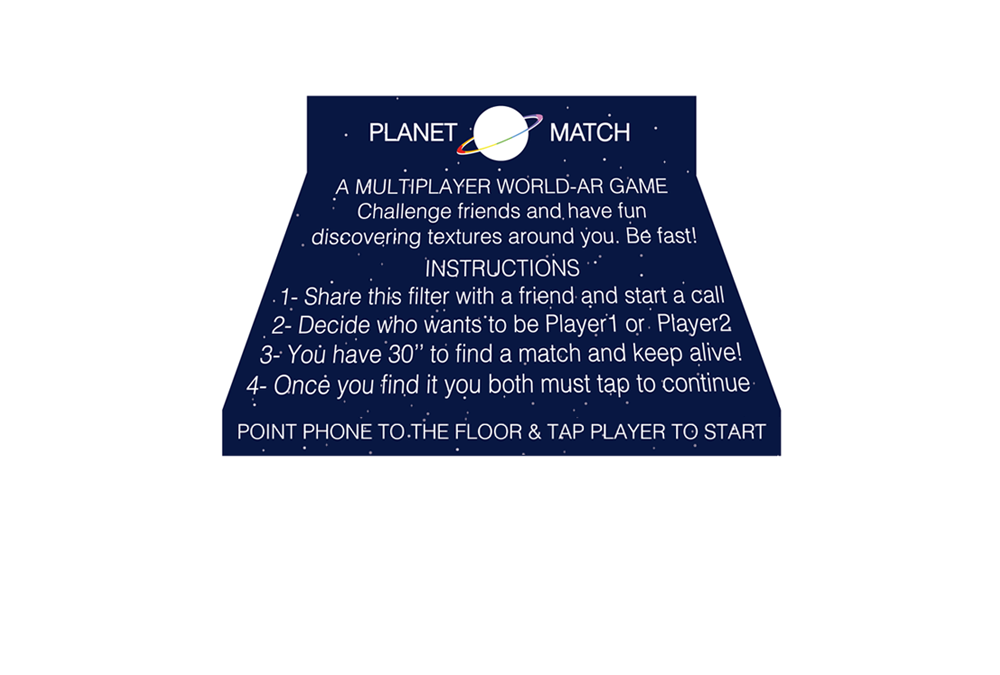 PLANET MATCH
A MULTIPLAYER WORLD-AR GAME
Challenge friends and have fun
discovering textures around you. Be fast!
INSTRUCTIONS
1- Share this filter with a friend and start a call
2- Decide who wants to be Player1 or Player2
3- You have 30'' to find a match and keep alive!
4- Once you find it you both must tap to continue
POINT PHONE TO THE FLOOR & TAP PLAYER TO START